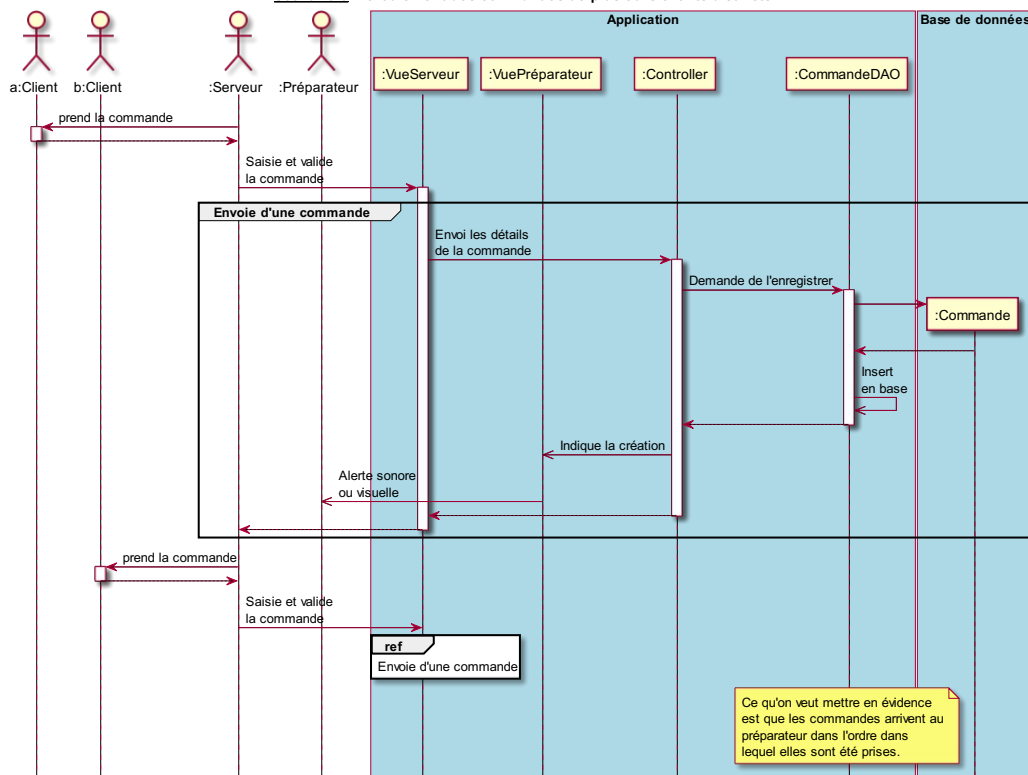 Application
Base de données
:VueServeur
:VuePréparateur
:Controller
:CommandeDAO
a:Client
b:Client
:Serveur
:Préparateur
prend la commande
Saisie et valide
la commande
Envoie d'une commande
Envoi les détails
de la commande
Demande de l'enregistrer
:Commande
Insert
en base
Indique la création
Alerte sonore
ou visuelle
prend la commande
Saisie et valide
la commande
ref
Envoie d'une commande
Ce qu'on veut mettre en évidence
est que les commandes arrivent au
préparateur dans l'ordre dans
lequel elles sont été prises.